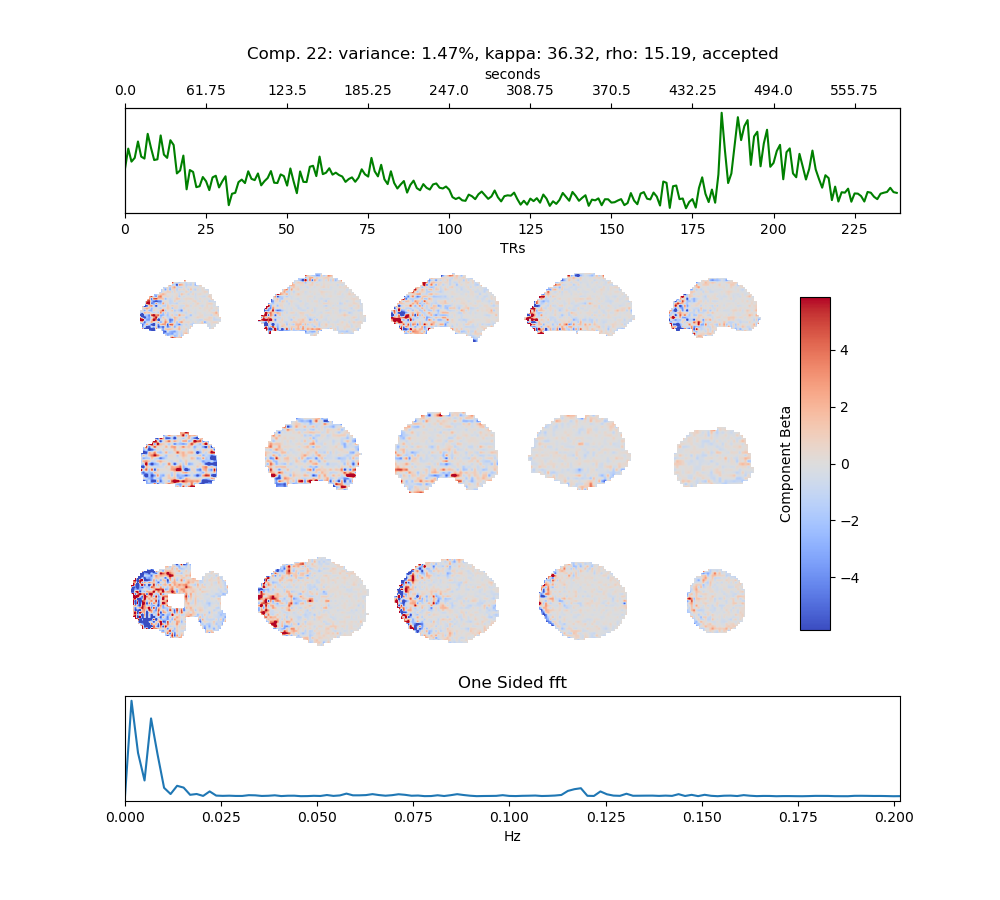 Comp. 22: variance: 1.47%, kappa: 36.32, rho: 15.19, accepted
seconds
0.0 61.75 123.5 185.25 247.0 308.75 370.5 432.25 494.0 555.75
0 25 50 75 100 125 150 175 200 225
TRs
4
2
0
−2
−4
Component Beta
One Sided fft
0.000 0.025 0.050 0.075 0.100 0.125 0.150 0.175 0.200
Hz